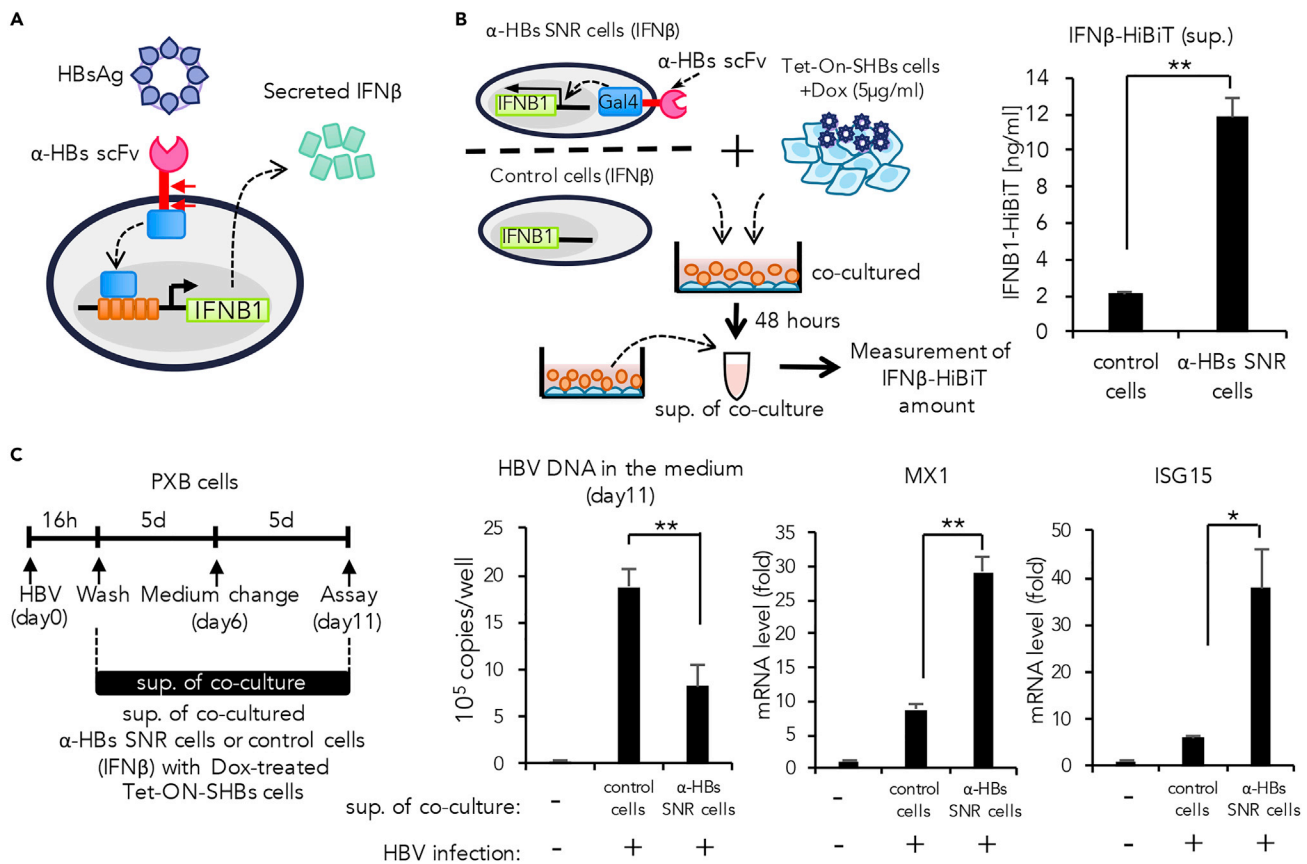 A
HBsAg
Secreted IFNβ
α-HBs scFv
IFNB1
B
α-HBs SNR cells (IFNβ)
α-HBs scFv
IFNB1
Gal4
Tet-On-SHBs cells
+Dox (5µg/ml)
Control cells (IFNβ)
IFNB1
co-cultured
48 hours
sup. of co-culture
Measurement of
IFNβ-HiBiT
amount
IFNβ-HiBiT (sup.)
**
IFNB1-HiBiT [ng/ml]
14
12
10
8
6
4
2
0
control
cells
α-HBs SNR
cells
C
PXB cells
16h
5d
5d
HBV
(day0)
Wash
Medium change
(day6)
Assay
(day11)
sup. of co-culture
sup. of co-cultured
α-HBs SNR cells or control cells
(IFNβ) with Dox-treated
Tet-ON-SHBs cells
HBV DNA in the medium
(day11)
**
10⁵ copies/well
25
20
15
10
5
0
MX1
**
mRNA level (fold)
35
30
25
20
15
10
5
0
ISG15
*
mRNA level (fold)
50
40
30
20
10
0
sup. of co-culture: - control cells α-HBs SNR cells - control cells α-HBs SNR cells - control cells α-HBs SNR cells
HBV infection: - + + - + + - + +